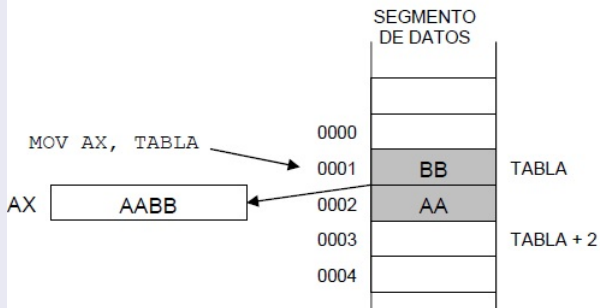 SEGMENTO
DE DATOS
0000
MOV AX, TABLA
0001 BB TABLA
AX AABB 0002 AA
0003 TABLA + 2
0004